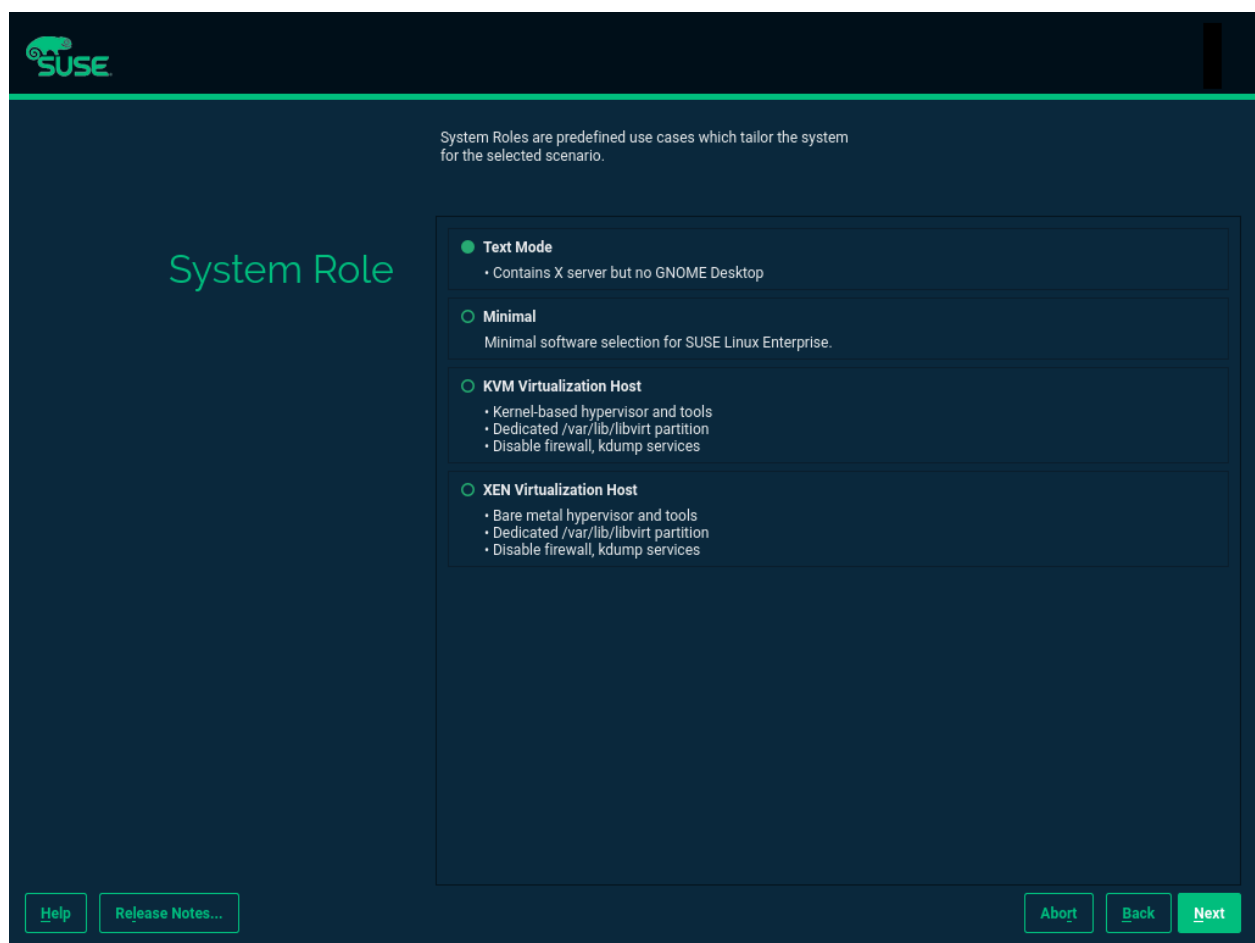 SUSE
System Roles are predefined use cases which tailor the system
for the selected scenario.
System Role
Text Mode
• Contains X server but no GNOME Desktop
Minimal
Minimal software selection for SUSE Linux Enterprise.
KVM Virtualization Host
• Kernel-based hypervisor and tools
• Dedicated /var/lib/libvirt partition
• Disable firewall, kdump services
XEN Virtualization Host
• Bare metal hypervisor and tools
• Dedicated /var/lib/libvirt partition
• Disable firewall, kdump services
Help Release Notes... Abort Back Next